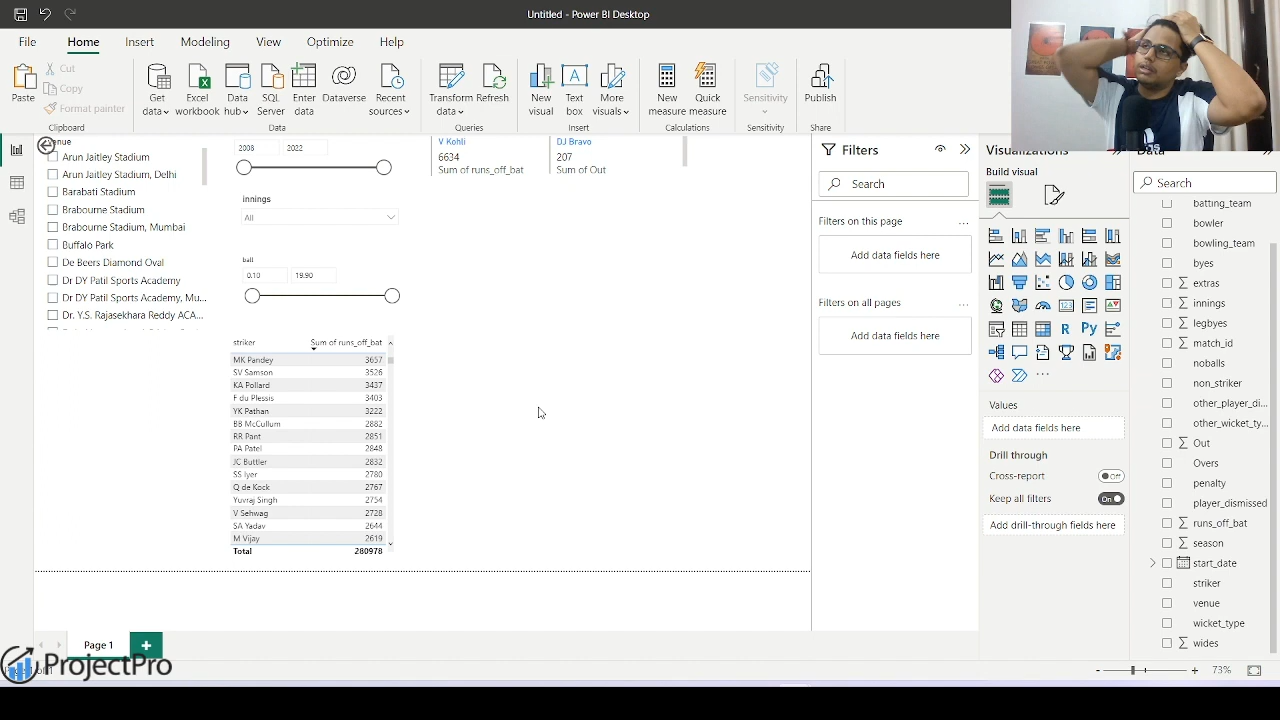 Untitled - Power BI Desktop
File Home Insert Modeling View Optimize Help
Paste
Cut
Copy
Format painter
Clipboard
Get data
Excel workbook
Data hub
SQL Server
Enter data
Dataverse
Recent sources
Data
Transform data
Refresh
Queries
New visual
Text box
More visuals
Insert
New measure
Quick measure
Calculations
Sensitivity
Sensitivity
Publish
Share
Arun Jaitley Stadium
Arun Jaitley Stadium, Delhi
Barabati Stadium
Brabourne Stadium
Brabourne Stadium, Mumbai
Buffalo Park
De Beers Diamond Oval
Dr DY Patil Sports Academy
Dr DY Patil Sports Academy, Mu...
Dr. Y.S. Rajasekhara Reddy ACA...
2008 2022
innings
All
ball
0.10 19.90
V Kohli
6634
Sum of runs_off_bat
DJ Bravo
207
Sum of Out
striker Sum of runs_off_bat
MK Pandey 3657
SV Samson 3526
KA Pollard 3437
F du Plessis 3403
YK Pathan 3222
BB McCullum 2882
RR Pant 2851
PA Patel 2848
JC Buttler 2832
SS Iyer 2780
Q de Kock 2767
Yuvraj Singh 2754
V Sehwag 2728
SA Yadav 2644
M Vijay 2619
Total 280978
Filters
Search
Filters on this page ...
Add data fields here
Filters on all pages ...
Add data fields here
Visualizations
Build visual
R Py
Values
Add data fields here
Drill through
Cross-report Off
Keep all filters On
Add drill-through fields here
Data
Search
batting_team
bowler
bowling_team
byes
extras
innings
legbyes
match_id
noballs
non_striker
other_player_di...
other_wicket_ty...
Out
Overs
penalty
player_dismissed
runs_off_bat
season
start_date
striker
venue
wicket_type
wides
Page 1
ProjectPro
73%